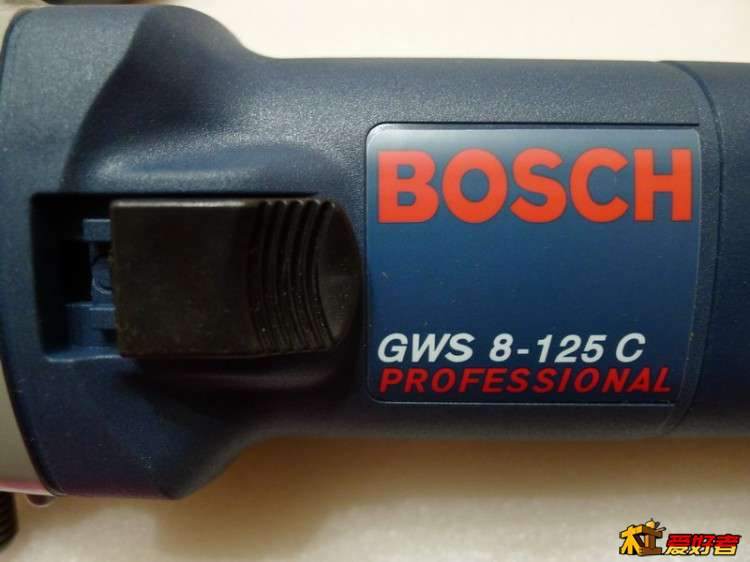 BOSCH
GWS 8-125 C
PROFESSIONAL
木工爱好者